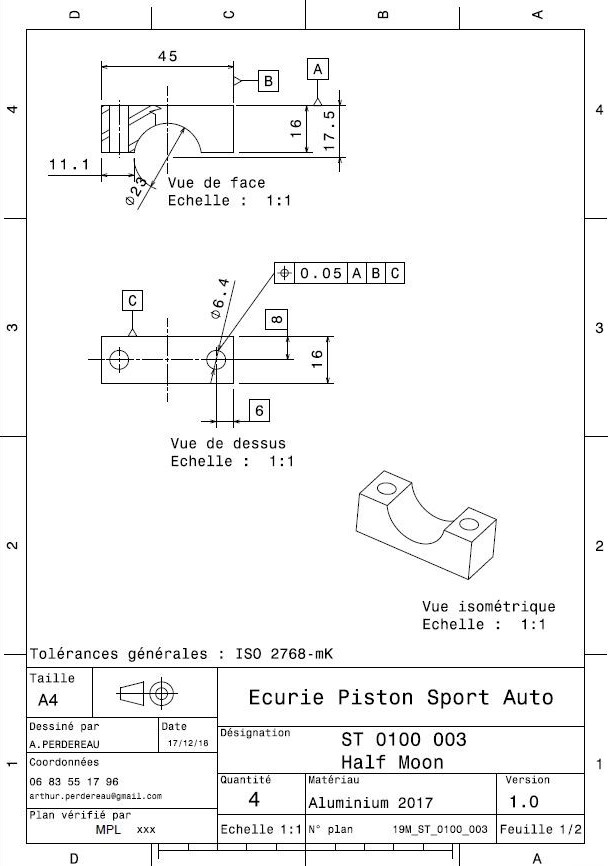 D C B A
4 4
45
B
A
16
17.5
11.1
Ø23
Vue de face
Echelle : 1:1
3 3
0.05 A B C
Ø6.4
C
8
16
6
Vue de dessus
Echelle : 1:1
2 2
Vue isométrique
Echelle : 1:1
Tolérances générales : ISO 2768-mK
Taille
A4
Ecurie Piston Sport Auto
Dessiné par
A.PERDEREAU
Date
17/12/18
Désignation
ST 0100 003
Half Moon
1 1
Coordonnées
06 83 55 17 96
arthur.perdereau@gmail.com
Quantité
4
Matériau
Aluminium 2017
Version
1.0
Plan vérifié par
MPL xxx
Echelle 1:1
N° plan 19M_ST_0100_003
Feuille 1/2
D A